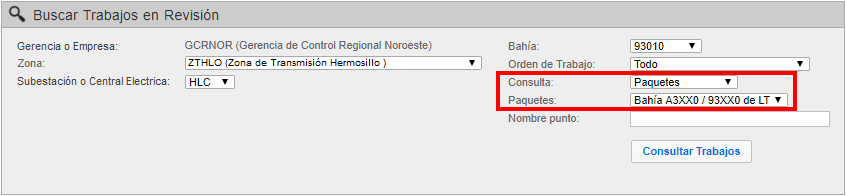 Buscar Trabajos en Revisión
Gerencia o Empresa: GCRNOR (Gerencia de Control Regional Noroeste)
Zona: ZTHLO (Zona de Transmisión Hermosillo )
Subestación o Central Electrica: HLC
Bahía: 93010
Orden de Trabajo: Todo
Consulta: Paquetes
Paquetes: Bahía A3XX0 / 93XX0 de LT
Nombre punto:
Consultar Trabajos